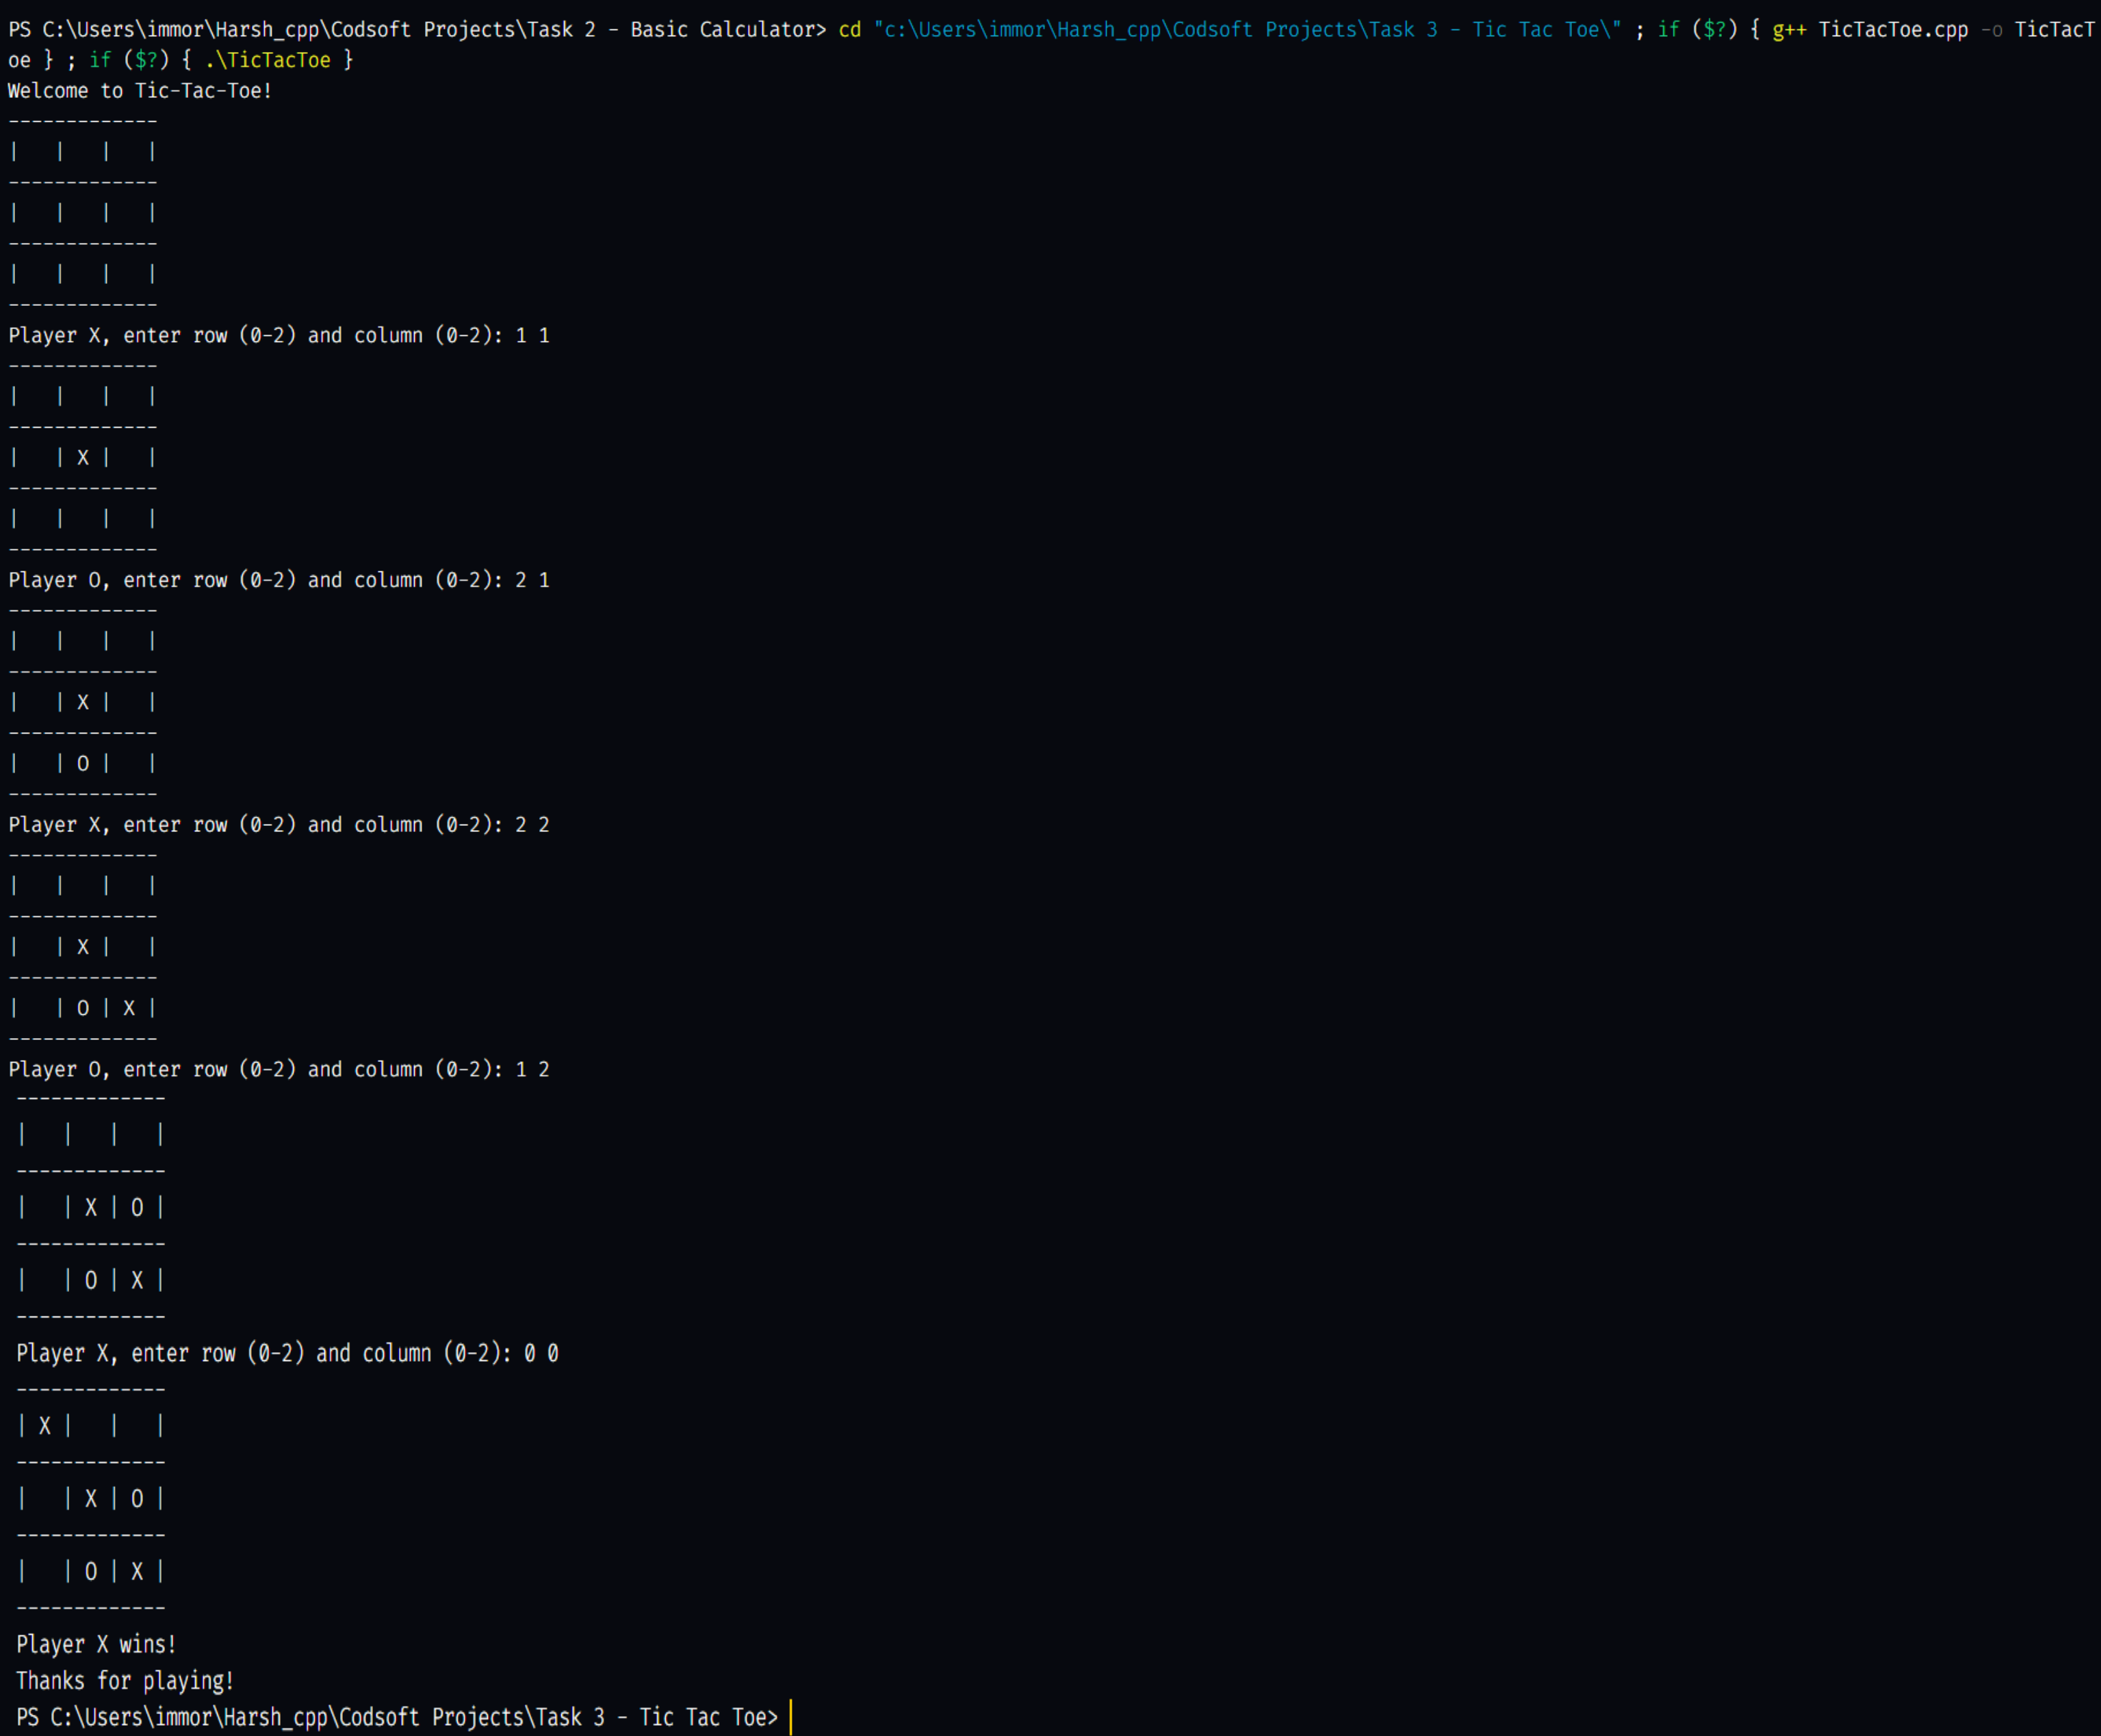 PS C:\Users\immor\Harsh_cpp\Codsoft Projects\Task 2 - Basic Calculator> cd "c:\Users\immor\Harsh_cpp\Codsoft Projects\Task 3 - Tic Tac Toe\" ; if ($?) { g++ TicTacToe.cpp -o TicTacT
oe } ; if ($?) { .\TicTacToe }
Welcome to Tic-Tac-Toe!
-------------
|   |   |   |
-------------
|   |   |   |
-------------
|   |   |   |
-------------
Player X, enter row (0-2) and column (0-2): 1 1
-------------
|   |   |   |
-------------
|   | X |   |
-------------
|   |   |   |
-------------
Player O, enter row (0-2) and column (0-2): 2 1
-------------
|   |   |   |
-------------
|   | X |   |
-------------
|   | O |   |
-------------
Player X, enter row (0-2) and column (0-2): 2 2
-------------
|   |   |   |
-------------
|   | X |   |
-------------
|   | O | X |
-------------
Player O, enter row (0-2) and column (0-2): 1 2
-------------
|   |   |   |
-------------
|   | X | O |
-------------
|   | O | X |
-------------
Player X, enter row (0-2) and column (0-2): 0 0
-------------
| X |   |   |
-------------
|   | X | O |
-------------
|   | O | X |
-------------
Player X wins!
Thanks for playing!
PS C:\Users\immor\Harsh_cpp\Codsoft Projects\Task 3 - Tic Tac Toe>